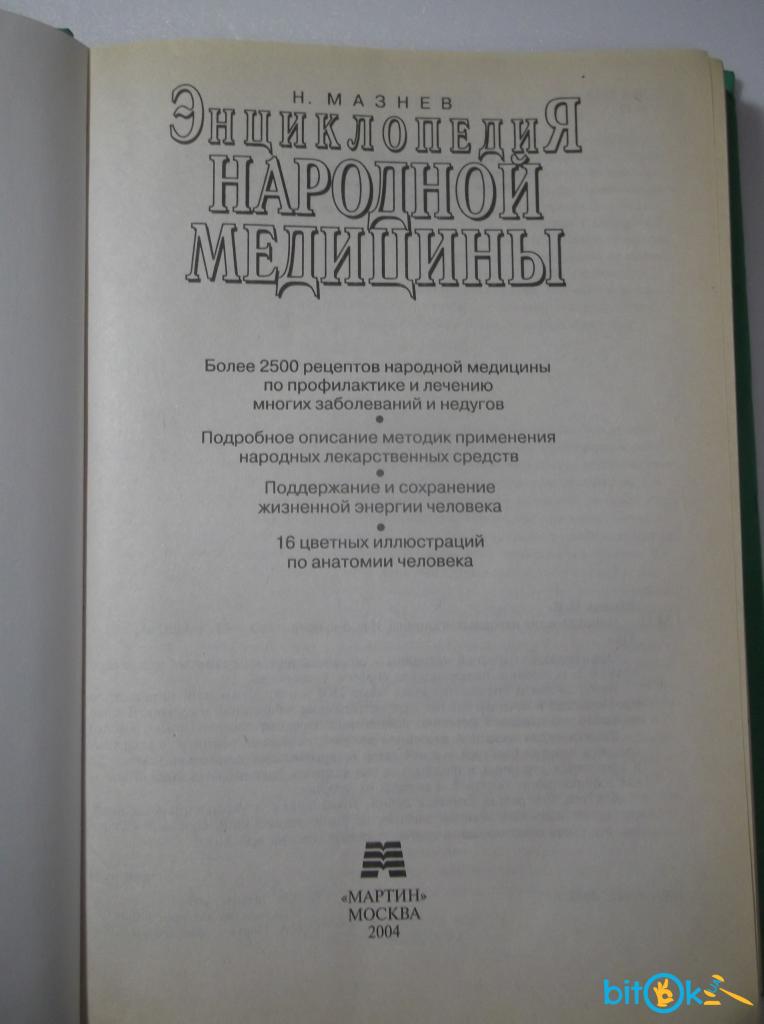 Н. МАЗНЕВ
ЭНЦИКЛОПЕДИЯ
НАРОДНОЙ
МЕДИЦИНЫ
Более 2500 рецептов народной медицины
по профилактике и лечению
многих заболеваний и недугов
•
Подробное описание методик применения
народных лекарственных средств
•
Поддержание и сохранение
жизненной энергии человека
•
16 цветных иллюстраций
по анатомии человека
«МАРТИН»
МОСКВА
2004
bitOk